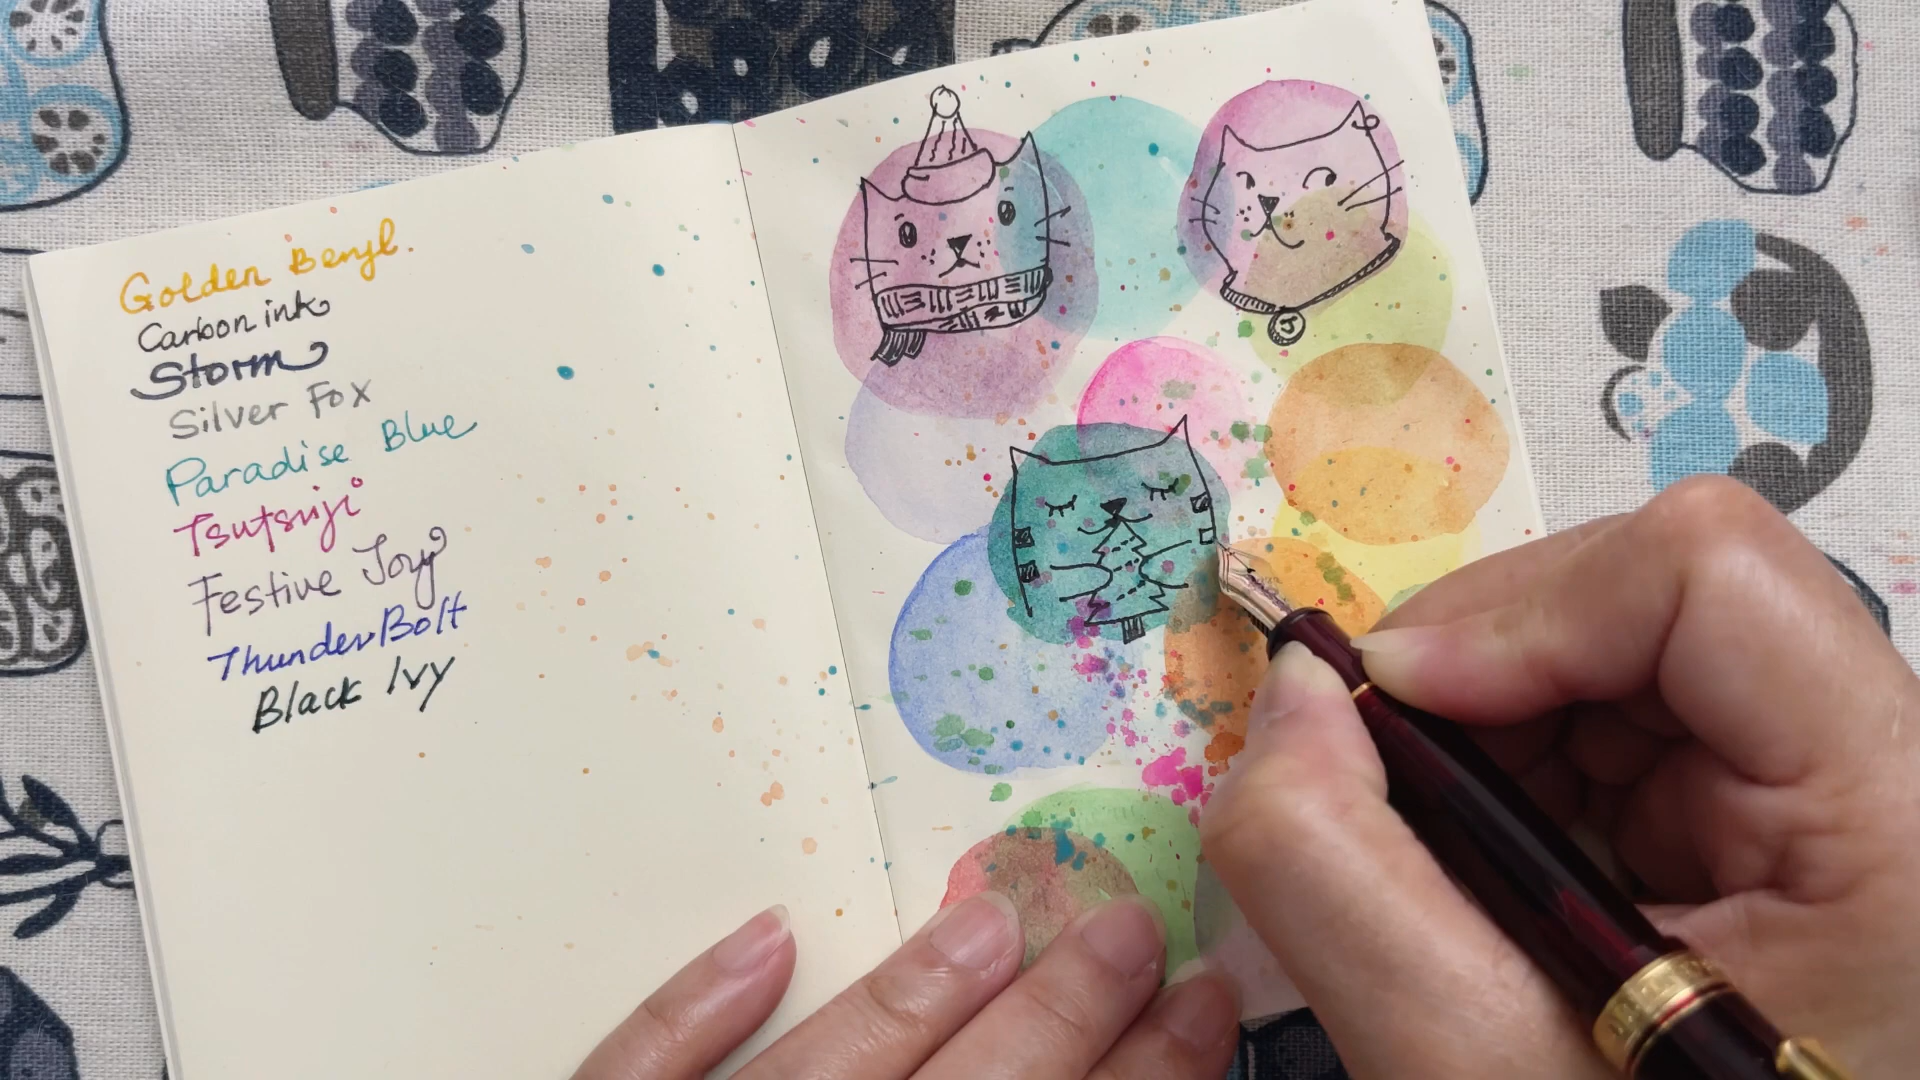 Golden Beryl.
Carbon ink
Storm
Silver Fox
Paradise Blue
Tsutsuji
Festive Joy
ThunderBolt
Black Ivy
J